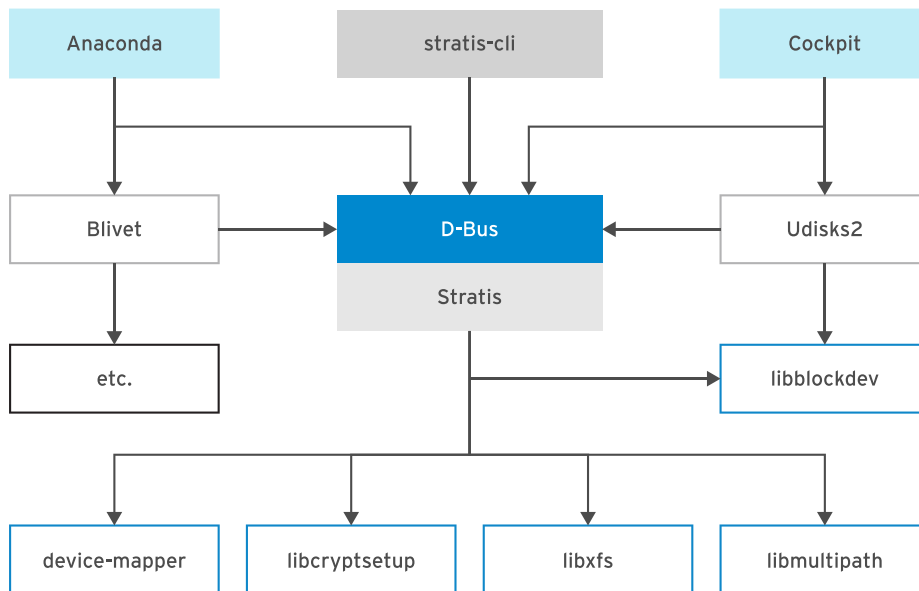 Anaconda
stratis-cli
Cockpit
Blivet
D-Bus
Udisks2
Stratis
etc.
libblockdev
device-mapper
libcryptsetup
libxfs
libmultipath